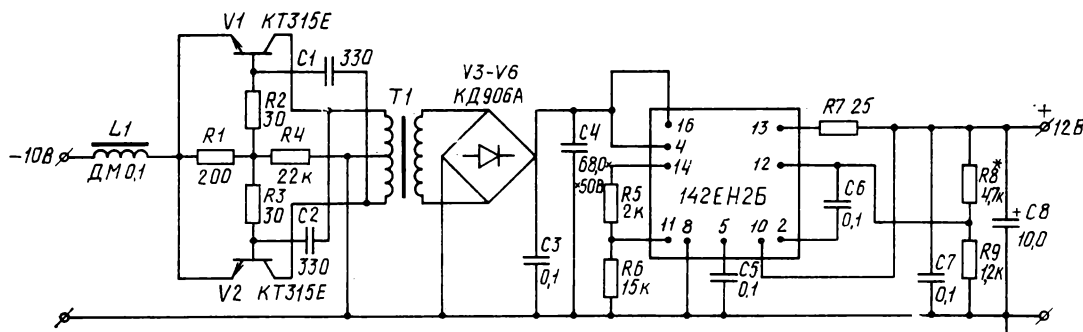 V1 КТ315Е
C1 330
R2
30
T1
V3-V6
КД906А
L1
-10В
ДМ0,1
R1
200
R4
22к
R3
30
C2
330
V2 КТ315Е
C3
0,1
C4
68,0×
×50В
R5
2к
R6
15к
16
4
14
11
8
5
10
2
12
13
142ЕН2Б
C5
0,1
C6
0,1
R7 25
+
12В
R8*
4,7к
+ C8
10,0
R9
1,2к
C7
0,1